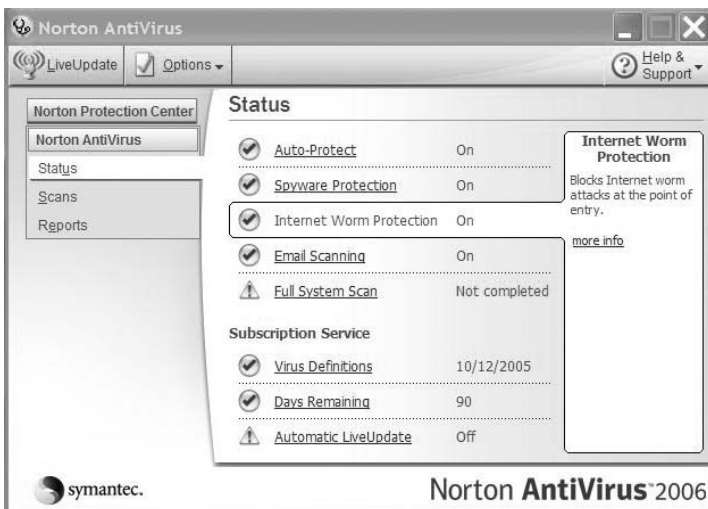 Norton AntiVirus
LiveUpdate Options Help & Support
Norton Protection Center
Norton AntiVirus
Status
Scans
Reports
Status
Auto-Protect On
Spyware Protection On
Internet Worm Protection On
Email Scanning On
Full System Scan Not completed
Subscription Service
Virus Definitions 10/12/2005
Days Remaining 90
Automatic LiveUpdate Off
Internet Worm
Protection
Blocks Internet worm
attacks at the point of
entry.
more info
symantec.
Norton AntiVirus™ 2006